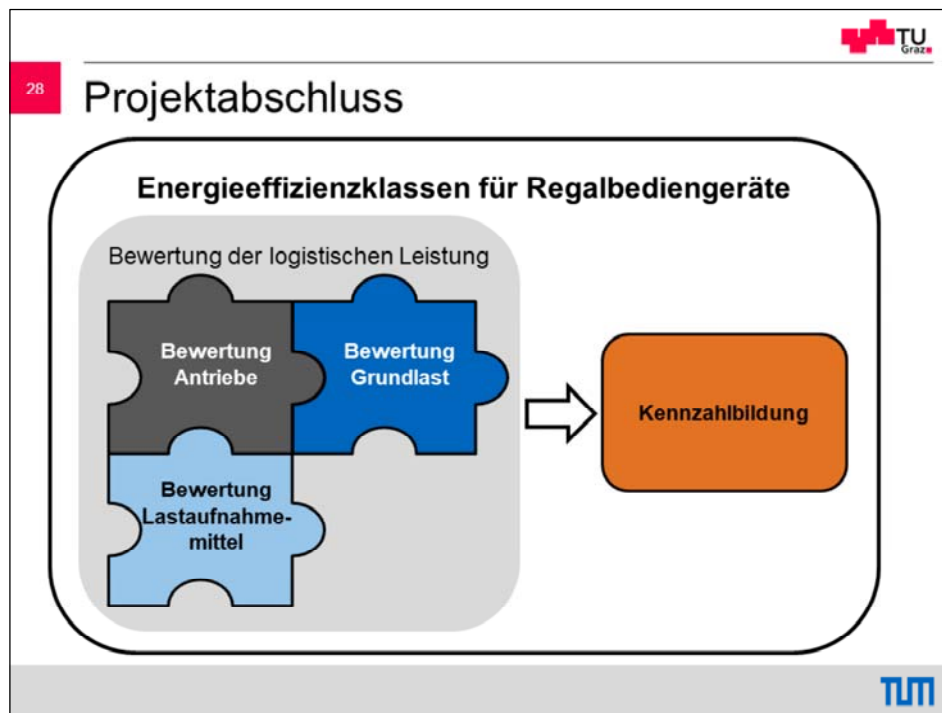 TU
Graz
28
Projektabschluss
Energieeffizienzklassen für Regalbediengeräte
Bewertung der logistischen Leistung
Bewertung
Antriebe
Bewertung
Grundlast
Bewertung
Lastaufnahme-
mittel
Kennzahlbildung
TUM